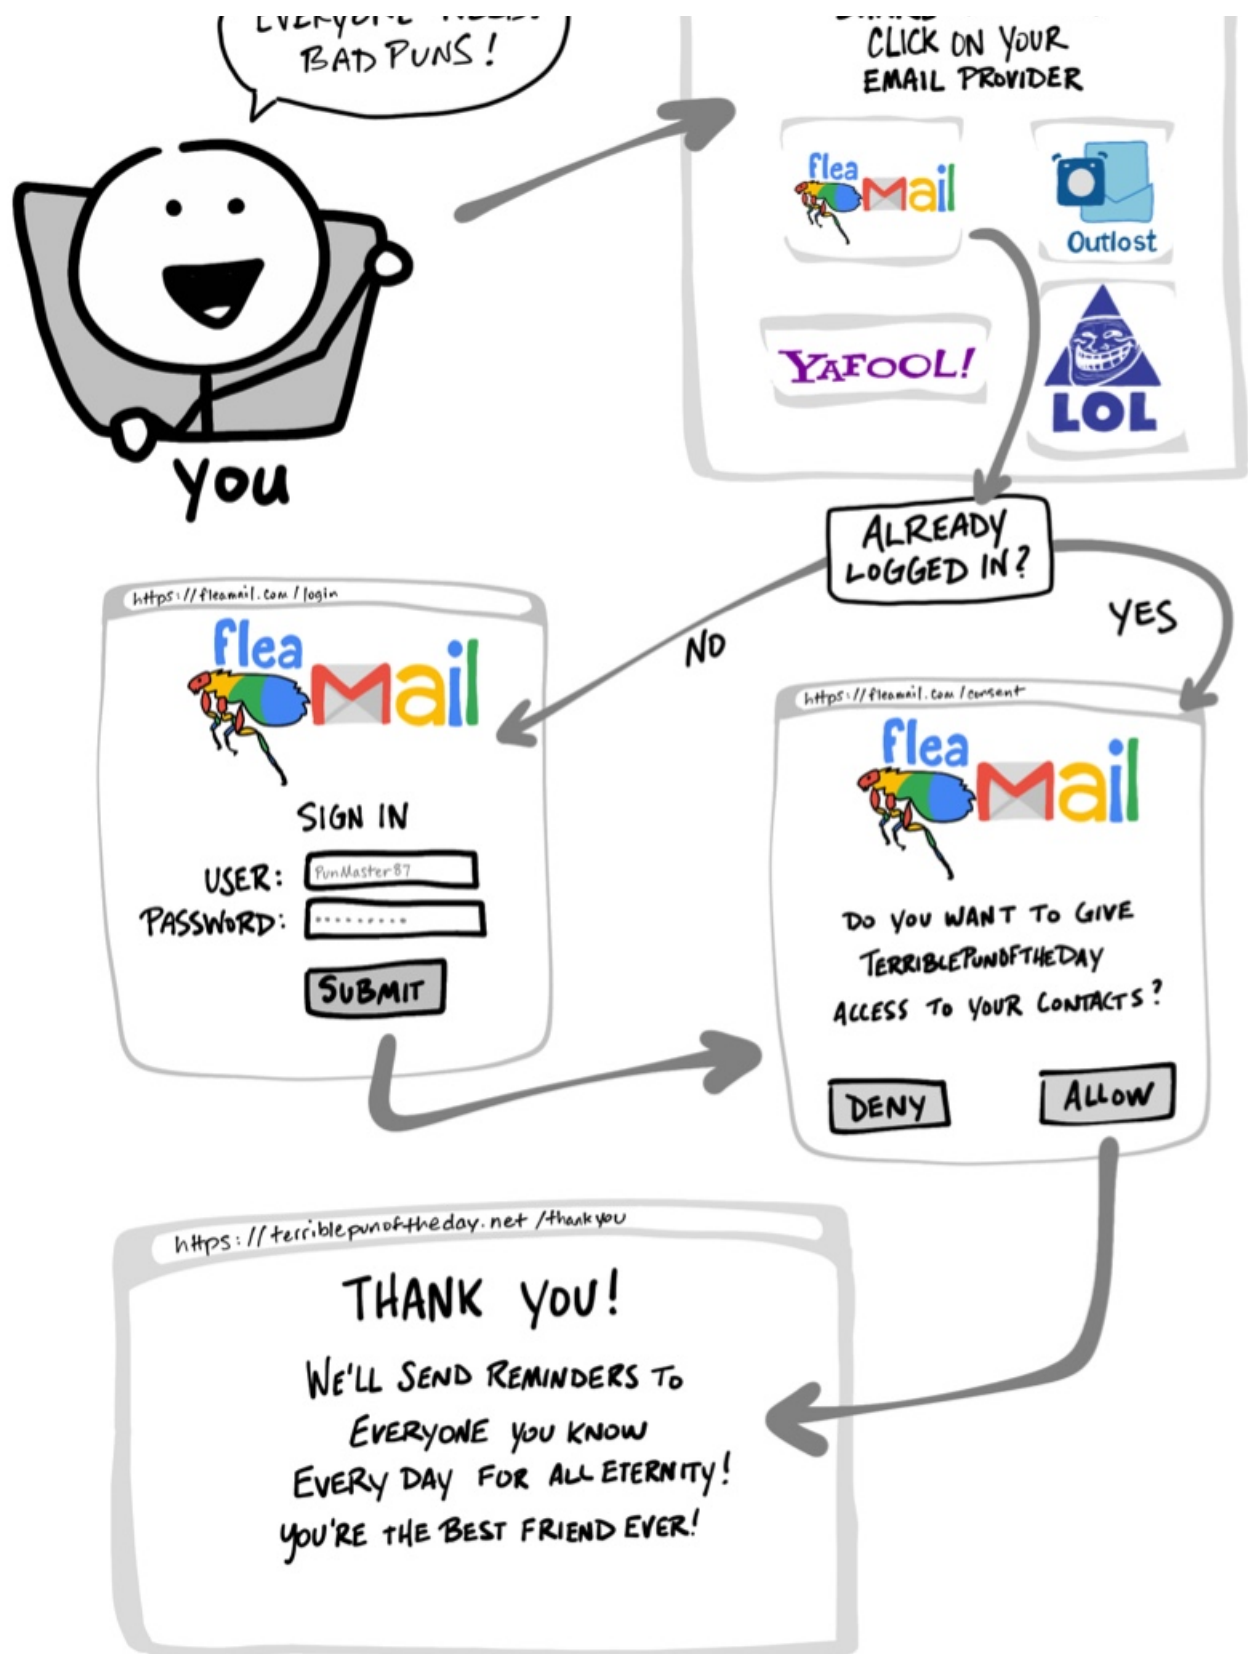 BAD PUNS!
YOU
CLICK ON YOUR
EMAIL PROVIDER
flea
Mail
Outlost
YAFOOL!
LOL
ALREADY
LOGGED IN?
NO
YES
https://fleamail.com/login
flea
Mail
SIGN IN
USER: PunMaster87
PASSWORD: •••••••••
SUBMIT
https://fleamail.com/consent
flea
Mail
DO YOU WANT TO GIVE
TERRIBLEPUNOFTHEDAY
ACCESS TO YOUR CONTACTS?
DENY
ALLOW
https://terriblepunoftheday.net/thankyou
THANK YOU!
WE'LL SEND REMINDERS TO
EVERYONE YOU KNOW
EVERY DAY FOR ALL ETERNITY!
YOU'RE THE BEST FRIEND EVER!